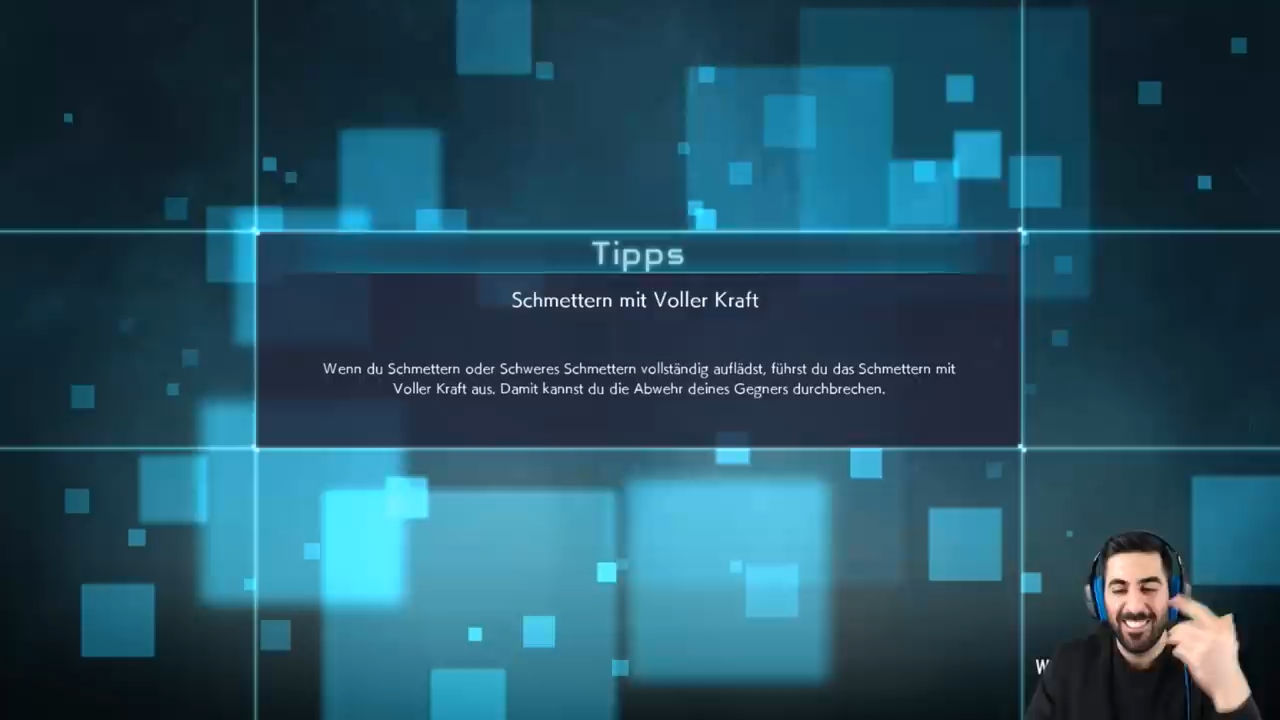 Tipps
Schmettern mit Voller Kraft
Wenn du Schmettern oder Schweres Schmettern vollständig auflädst, führst du das Schmettern mit
Voller Kraft aus. Damit kannst du die Abwehr deines Gegners durchbrechen.